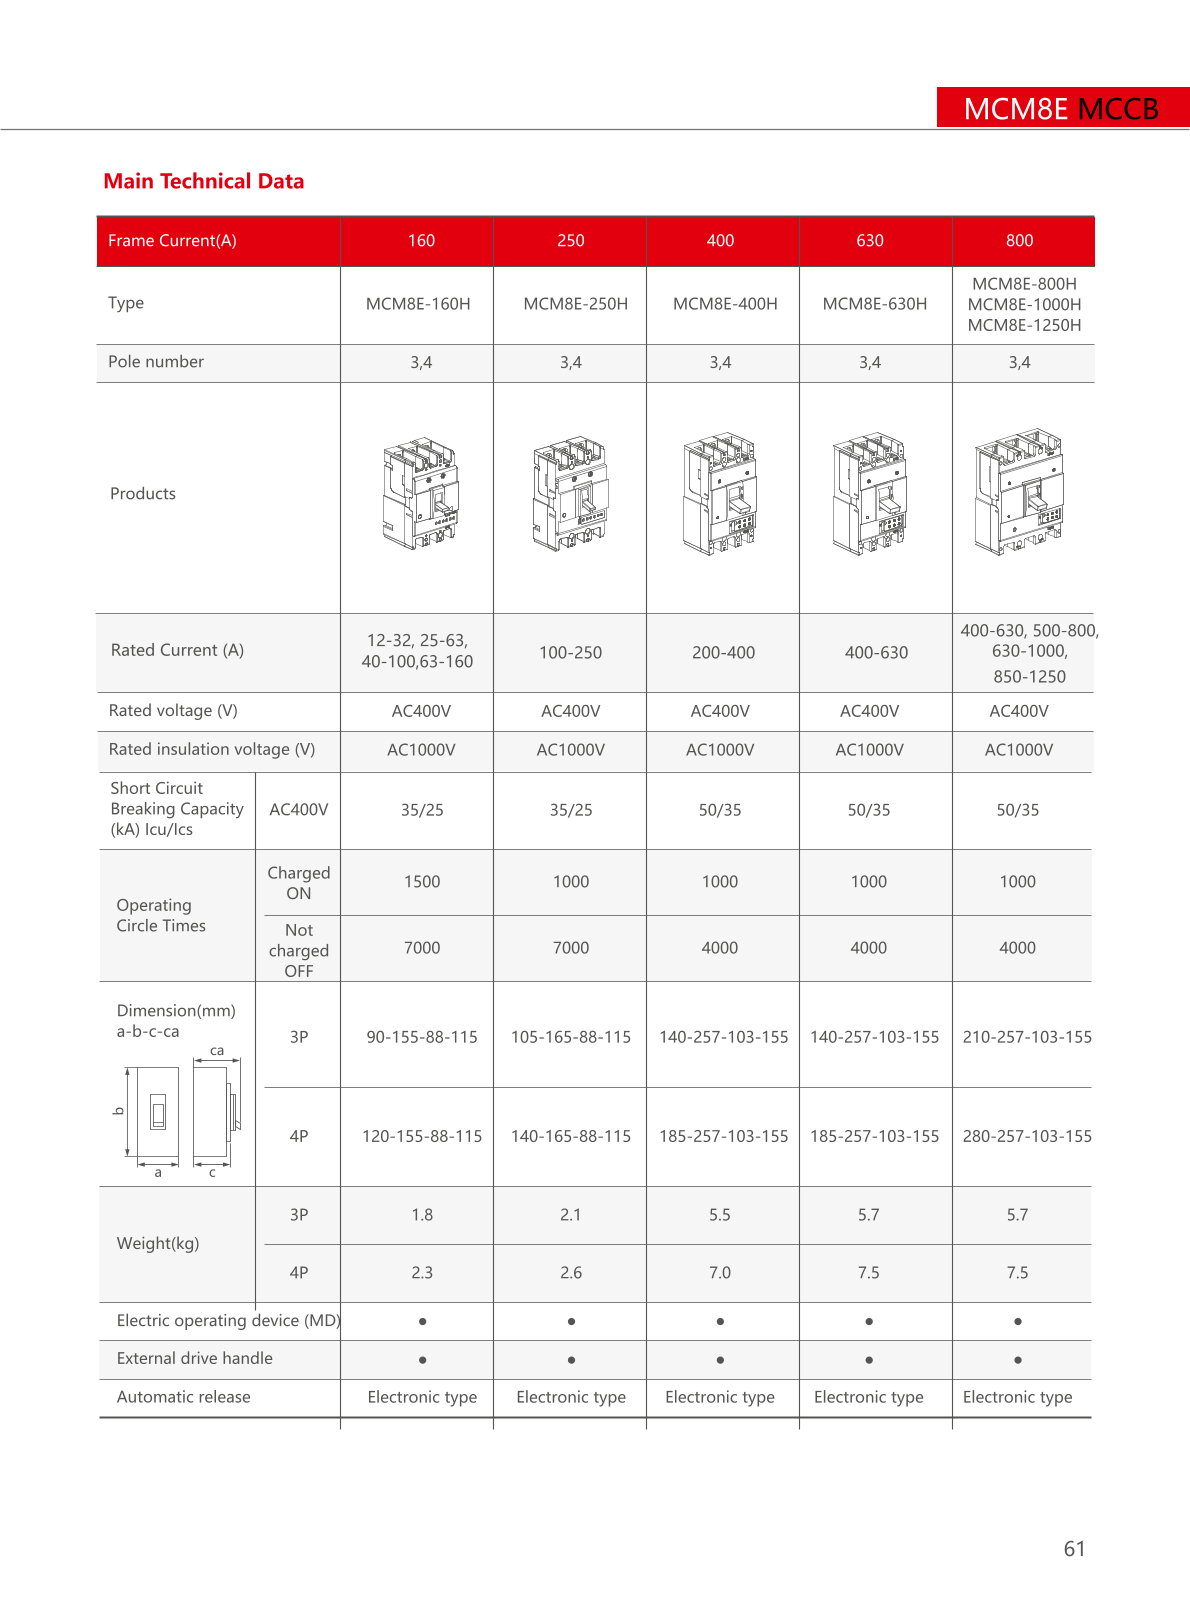 MCM8E MCCB
Main Technical Data
Frame Current(A) 160 250 400 630 800
Type MCM8E-160H MCM8E-250H MCM8E-400H MCM8E-630H MCM8E-800H
MCM8E-1000H
MCM8E-1250H
Pole number 3,4 3,4 3,4 3,4 3,4
Products
Rated Current (A) 12-32, 25-63,
40-100,63-160 100-250 200-400 400-630 400-630, 500-800,
630-1000,
850-1250
Rated voltage (V) AC400V AC400V AC400V AC400V AC400V
Rated insulation voltage (V) AC1000V AC1000V AC1000V AC1000V AC1000V
Short Circuit
Breaking Capacity
(kA) Icu/Ics AC400V 35/25 35/25 50/35 50/35 50/35
Operating
Circle Times
Charged
ON 1500 1000 1000 1000 1000
Not
charged
OFF 7000 7000 4000 4000 4000
Dimension(mm)
a-b-c-ca
ca
b
a c
3P 90-155-88-115 105-165-88-115 140-257-103-155 140-257-103-155 210-257-103-155
4P 120-155-88-115 140-165-88-115 185-257-103-155 185-257-103-155 280-257-103-155
Weight(kg)
3P 1.8 2.1 5.5 5.7 5.7
4P 2.3 2.6 7.0 7.5 7.5
Electric operating device (MD) ● ● ● ● ●
External drive handle ● ● ● ● ●
Automatic release Electronic type Electronic type Electronic type Electronic type Electronic type
61